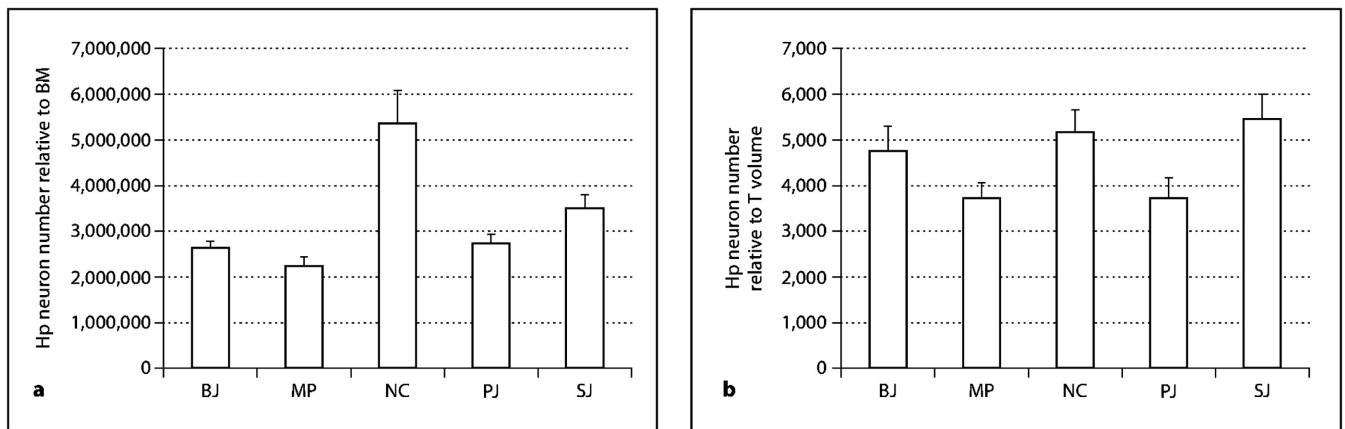 Hp neuron number relative to BM
7,000,000
6,000,000
5,000,000
4,000,000
3,000,000
2,000,000
1,000,000
0
BJ MP NC PJ SJ
a
Hp neuron number
relative to T volume
7,000
6,000
5,000
4,000
3,000
2,000
1,000
0
BJ MP NC PJ SJ
b